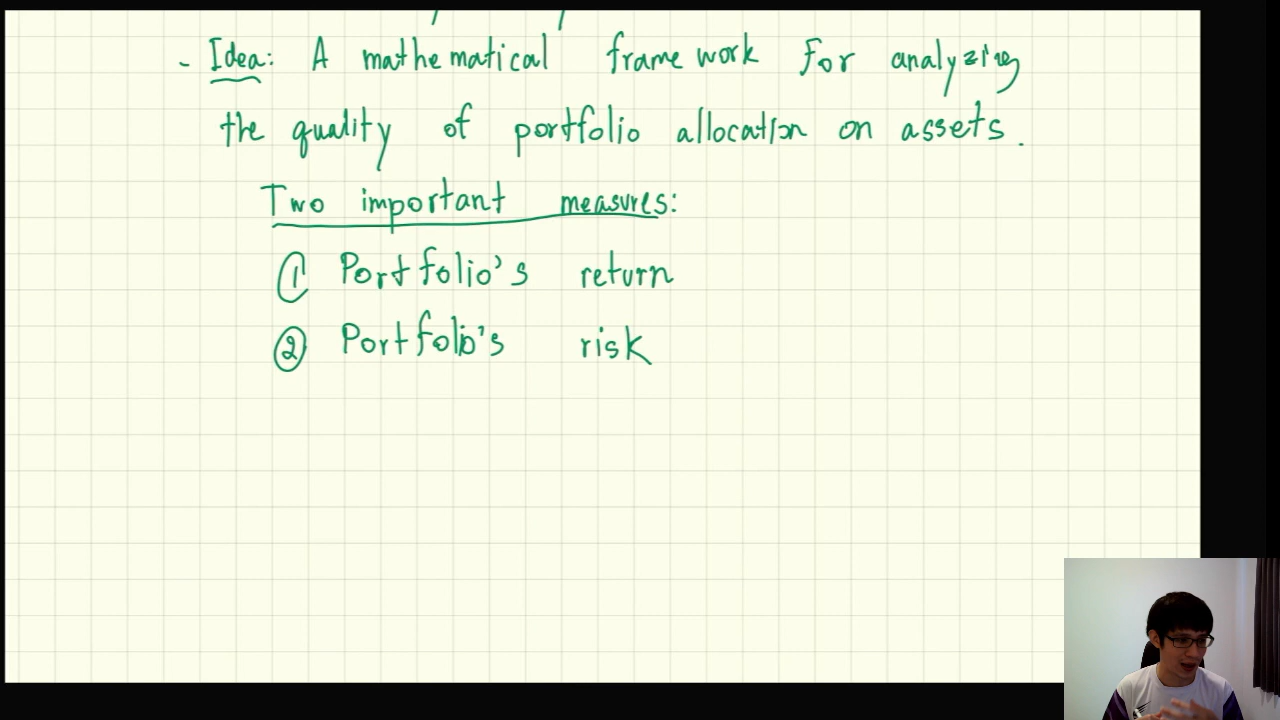 - Idea: A mathematical framework for analyzing
the quality of portfolio allocation on assets.
Two important measures:
① Portfolio's return
② Portfolio's risk